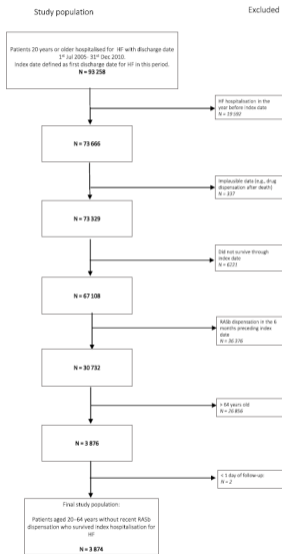 Study population
Excluded
Patients 20 years or older hospitalised for HF with discharge date
1st Jul 2005- 31st Dec 2010.
Index date defined as first discharge date for HF in this period.
N = 93 258
HF hospitalisation in the
year before index date
N = 19 592
N = 73 666
Implausible data (e.g., drug
dispensation after death)
N = 337
N = 73 329
Did not survive through
index date
N = 6221
N = 67 108
RASb dispensation in the 6
months preceding index
date
N = 36 376
N = 30 732
> 64 years old
N = 26 856
N = 3 876
< 1 day of follow-up
N = 2
Final study population:
Patients aged 20-64 years without recent RASb
dispensation who survived index hospitalisation for
HF
N = 3 874